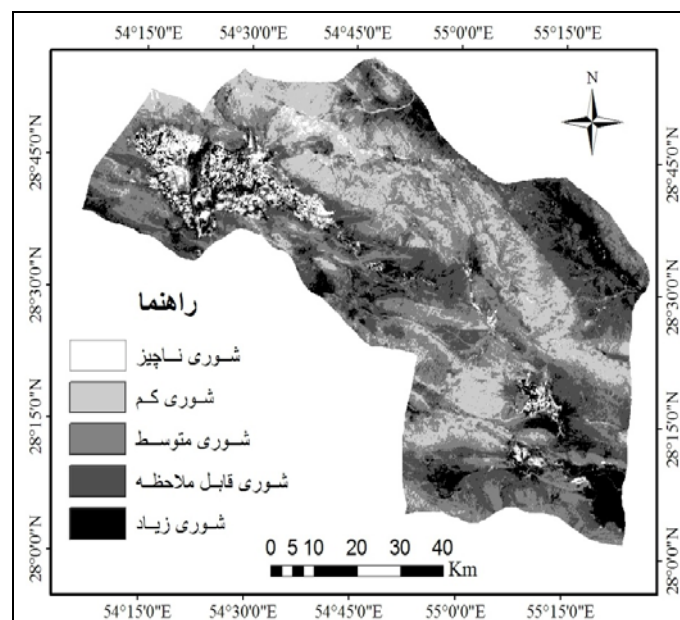 54°15'0"E 54°30'0"E 54°45'0"E 55°0'0"E 55°15'0"E
N
28°45'0"N 28°45'0"N
28°30'0"N 28°30'0"N
راهنما
شوری ناچیز
شوری کم
شوری متوسط
شوری قابل ملاحظه
شوری زیاد
28°15'0"N 28°15'0"N
28°0'0"N 28°0'0"N
0 5 10 20 30 40
Km
54°15'0"E 54°30'0"E 54°45'0"E 55°0'0"E 55°15'0"E